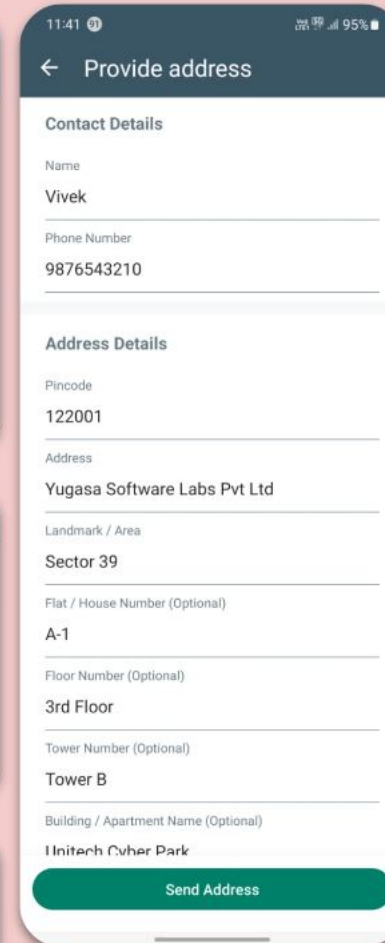 11:41 91 95%
← Provide address
Contact Details
Name
Vivek
Phone Number
9876543210
Address Details
Pincode
122001
Address
Yugasa Software Labs Pvt Ltd
Landmark / Area
Sector 39
Flat / House Number (Optional)
A-1
Floor Number (Optional)
3rd Floor
Tower Number (Optional)
Tower B
Building / Apartment Name (Optional)
Unitech Cyber Park
Send Address